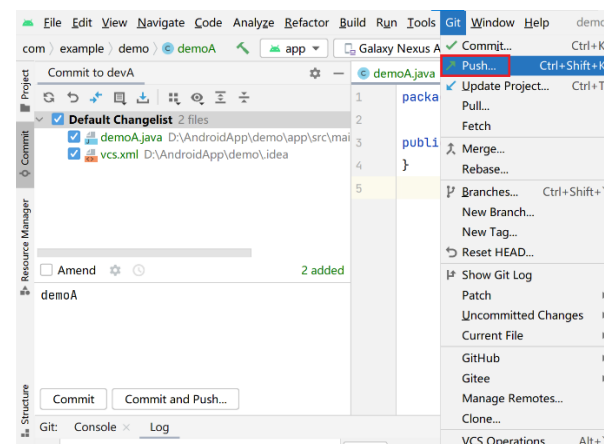 File Edit View Navigate Code Analyze Refactor Build Run Tools Git Window Help demo
com example demo demoA app Galaxy Nexus A
Commit to devA
demoA.java
Default Changelist 2 files
demoA.java D:\AndroidApp\demo\app\src\mai
vcs.xml D:\AndroidApp\demo\.idea
Amend
2 added
demoA
Commit
Commit and Push...
Git: Console Log
Project
Commit
Resource Manager
Structure
1 packa
2
3 publi
4 }
5
Commit... Ctrl+K
Push... Ctrl+Shift+K
Update Project... Ctrl+T
Pull...
Fetch
Merge...
Rebase...
Branches... Ctrl+Shift+
New Branch...
New Tag...
Reset HEAD...
Show Git Log
Patch
Uncommitted Changes
Current File
GitHub
Gitee
Manage Remotes...
Clone...
VCS Operations Alt+